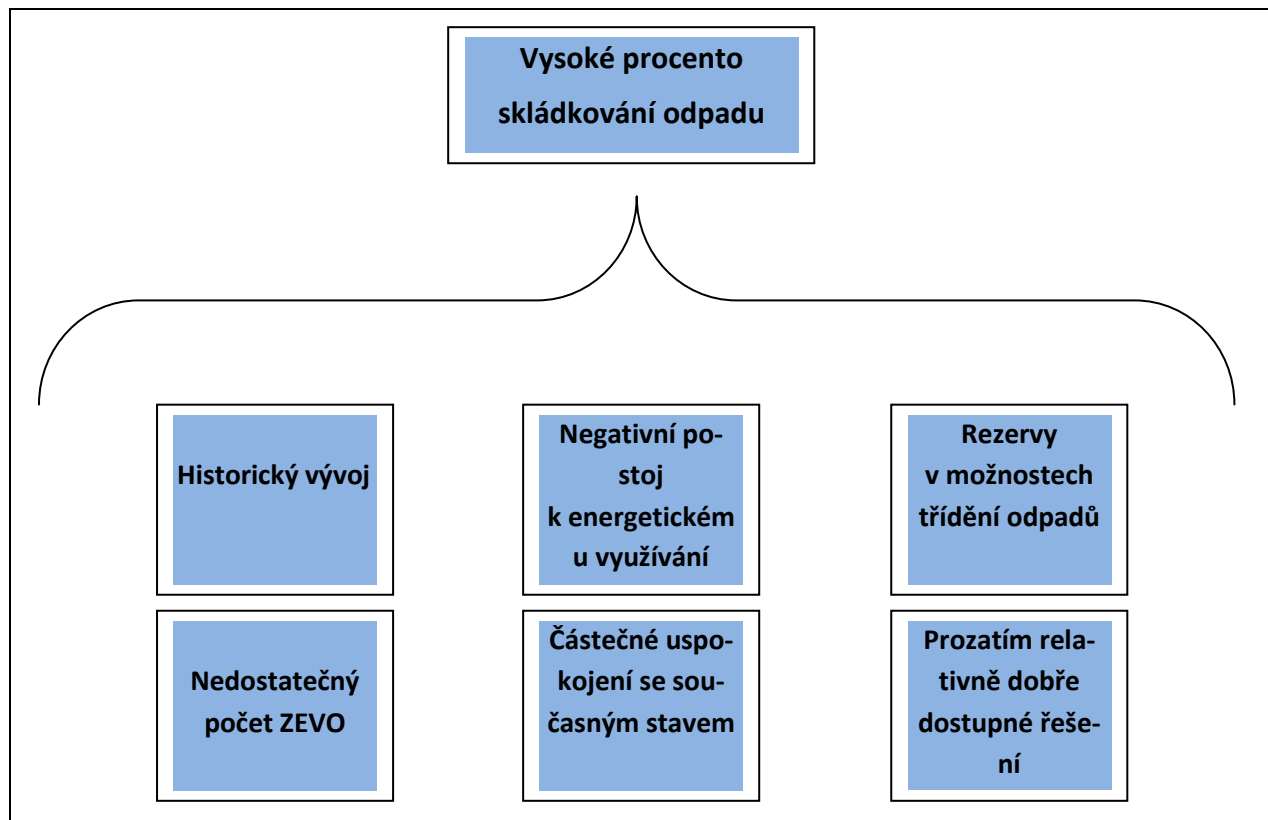 Vysoké procento
skládkování odpadu
Historický vývoj
Negativní po-
stoj
k energetickém
u využívání
Rezervy
v možnostech
třídění odpadů
Nedostatečný
počet ZEVO
Částečné uspo-
kojení se sou-
časným stavem
Prozatím rela-
tivně dobře
dostupné řeše-
ní